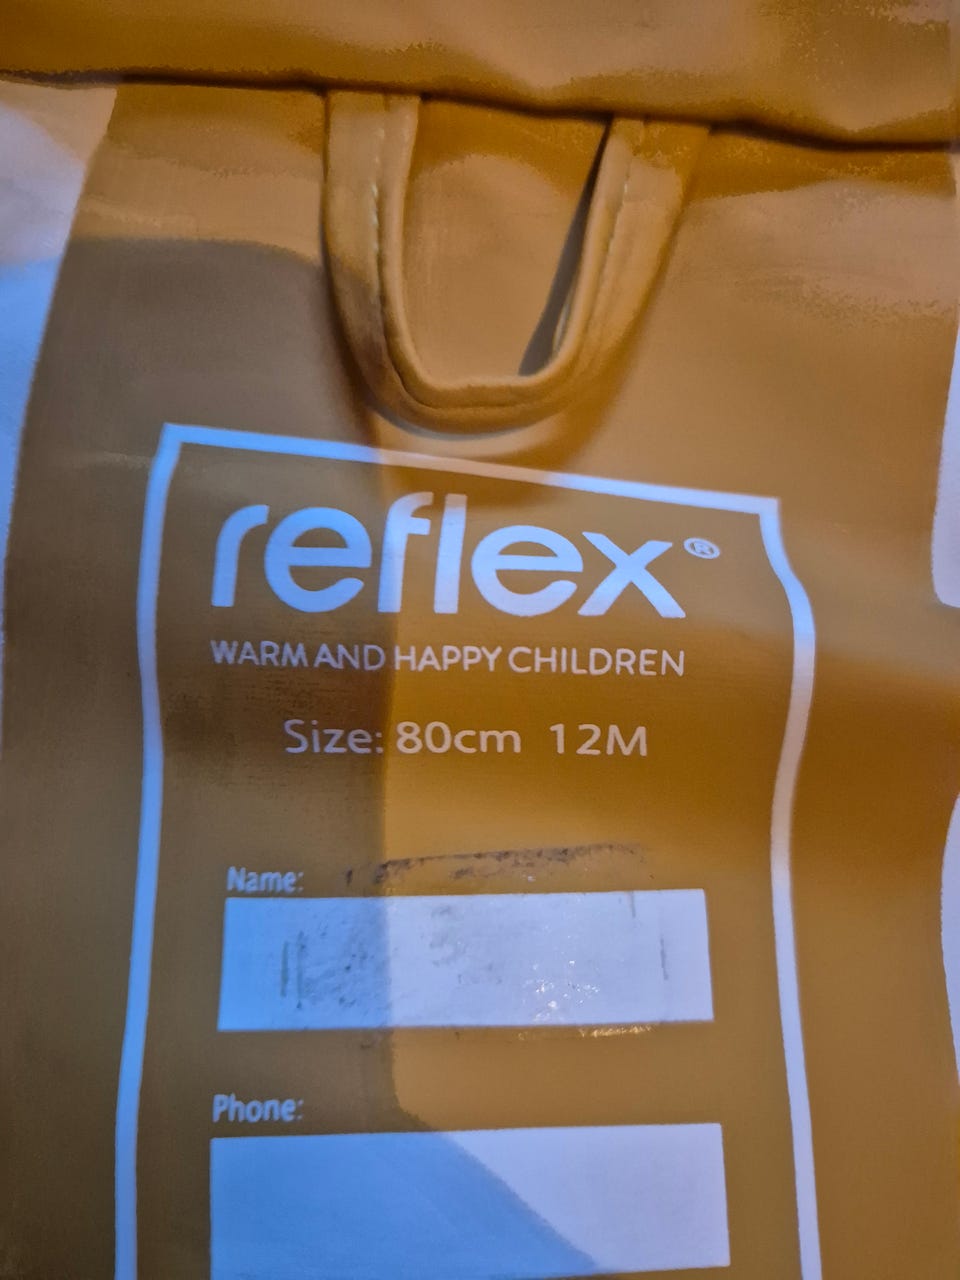 reflex®
WARM AND HAPPY CHILDREN
Size: 80cm 12M
Name:
Phone: